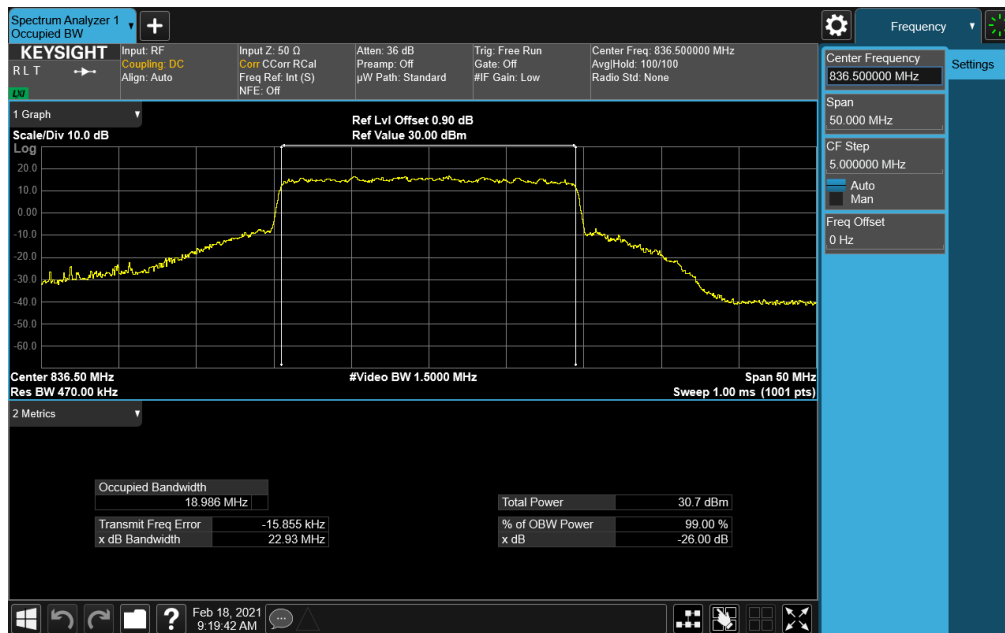 Spectrum Analyzer 1
Occupied BW
Frequency
KEYSIGHT
R L T
LXI
Input: RF
Coupling: DC
Align: Auto
Input Z: 50 Ω
Corr CCorr RCal
Freq Ref: Int (S)
NFE: Off
Atten: 36 dB
Preamp: Off
µW Path: Standard
Trig: Free Run
Gate: Off
#IF Gain: Low
Center Freq: 836.500000 MHz
Avg|Hold: 100/100
Radio Std: None
Center Frequency
836.500000 MHz
Settings
Span
50.000 MHz
CF Step
5.000000 MHz
Auto
Man
Freq Offset
0 Hz
1 Graph
Scale/Div 10.0 dB
Ref Lvl Offset 0.90 dB
Ref Value 30.00 dBm
Log
20.0
10.0
0.00
-10.0
-20.0
-30.0
-40.0
-50.0
-60.0
Center 836.50 MHz
#Video BW 1.5000 MHz
Span 50 MHz
Res BW 470.00 kHz
Sweep 1.00 ms (1001 pts)
2 Metrics
Occupied Bandwidth
18.986 MHz
Transmit Freq Error -15.855 kHz
x dB Bandwidth 22.93 MHz
Total Power 30.7 dBm
% of OBW Power 99.00 %
x dB -26.00 dB
?
Feb 18, 2021
9:19:42 AM